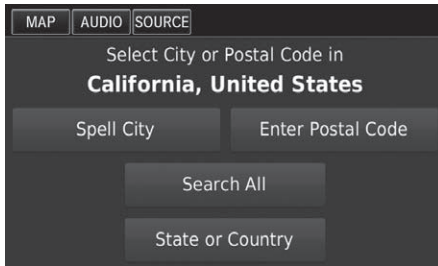 MAP AUDIO SOURCE
Select City or Postal Code in
California, United States
Spell City Enter Postal Code
Search All
State or Country